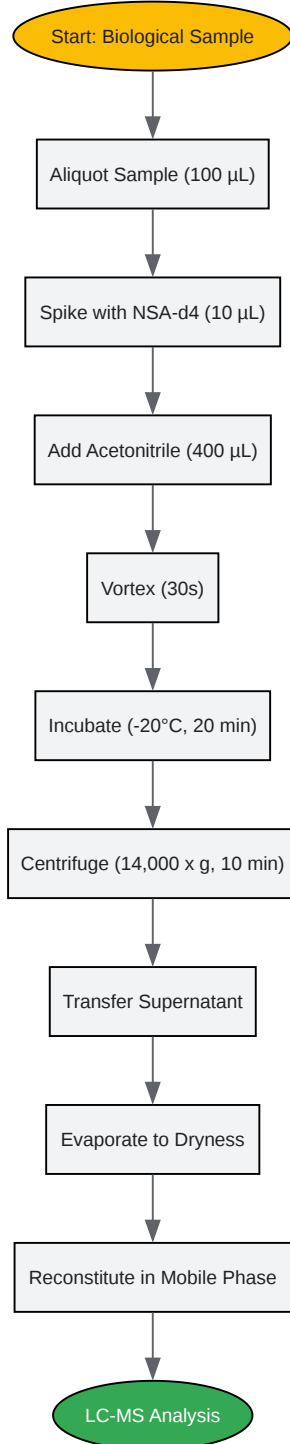 Start: Biological Sample
Aliquot Sample (100 µL)
Spike with NSA-d4 (10 µL)
Add Acetonitrile (400 µL)
Vortex (30s)
Incubate (-20°C, 20 min)
Centrifuge (14,000 x g, 10 min)
Transfer Supernatant
Evaporate to Dryness
Reconstitute in Mobile Phase
LC-MS Analysis